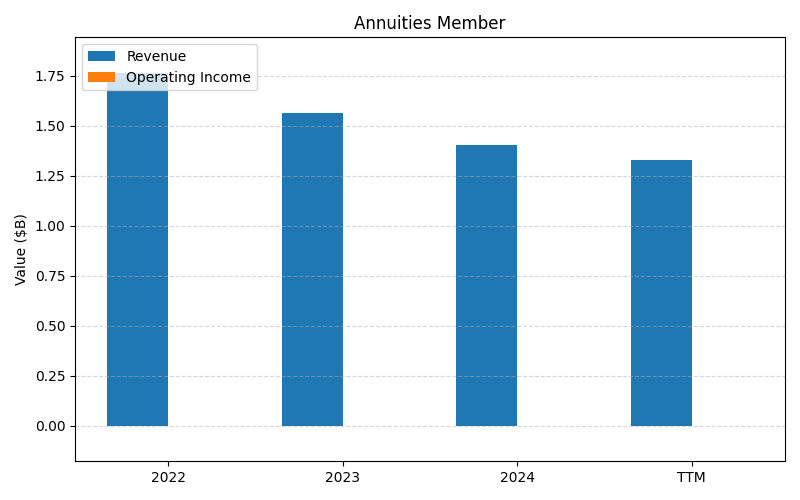 Annuities Member
Revenue
Operating Income
Value ($B)
1.75
1.50
1.25
1.00
0.75
0.50
0.25
0.00
2022 2023 2024 TTM